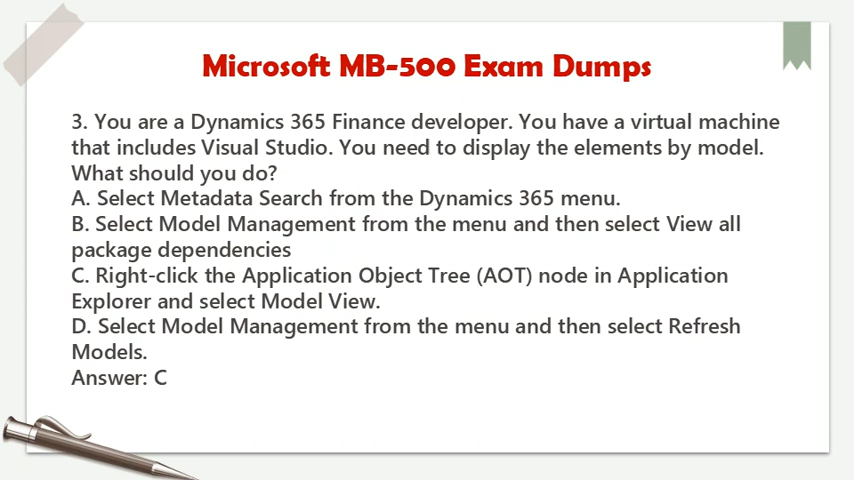 Microsoft MB-500 Exam Dumps
3. You are a Dynamics 365 Finance developer. You have a virtual machine
that includes Visual Studio. You need to display the elements by model.
What should you do?
A. Select Metadata Search from the Dynamics 365 menu.
B. Select Model Management from the menu and then select View all
package dependencies
C. Right-click the Application Object Tree (AOT) node in Application
Explorer and select Model View.
D. Select Model Management from the menu and then select Refresh
Models.
Answer: C